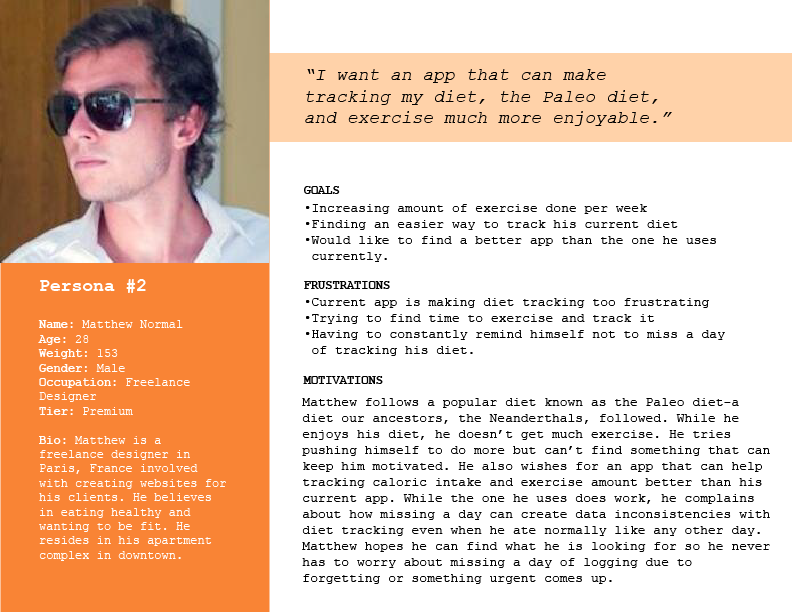 “I want an app that can make
tracking my diet, the Paleo diet,
and exercise much more enjoyable.”
Persona #2
Name: Matthew Normal
Age: 28
Weight: 153
Gender: Male
Occupation: Freelance
Designer
Tier: Premium
Bio: Matthew is a
freelance designer in
Paris, France involved
with creating websites for
his clients. He believes
in eating healthy and
wanting to be fit. He
resides in his apartment
complex in downtown.
GOALS
•Increasing amount of exercise done per week
•Finding an easier way to track his current diet
•Would like to find a better app than the one he uses
currently.
FRUSTRATIONS
•Current app is making diet tracking too frustrating
•Trying to find time to exercise and track it
•Having to constantly remind himself not to miss a day
of tracking his diet.
MOTIVATIONS
Matthew follows a popular diet known as the Paleo diet–a
diet our ancestors, the Neanderthals, followed. While he
enjoys his diet, he doesn’t get much exercise. He tries
pushing himself to do more but can’t find something that can
keep him motivated. He also wishes for an app that can help
tracking caloric intake and exercise amount better than his
current app. While the one he uses does work, he complains
about how missing a day can create data inconsistencies with
diet tracking even when he ate normally like any other day.
Matthew hopes he can find what he is looking for so he never
has to worry about missing a day of logging due to
forgetting or something urgent comes up.